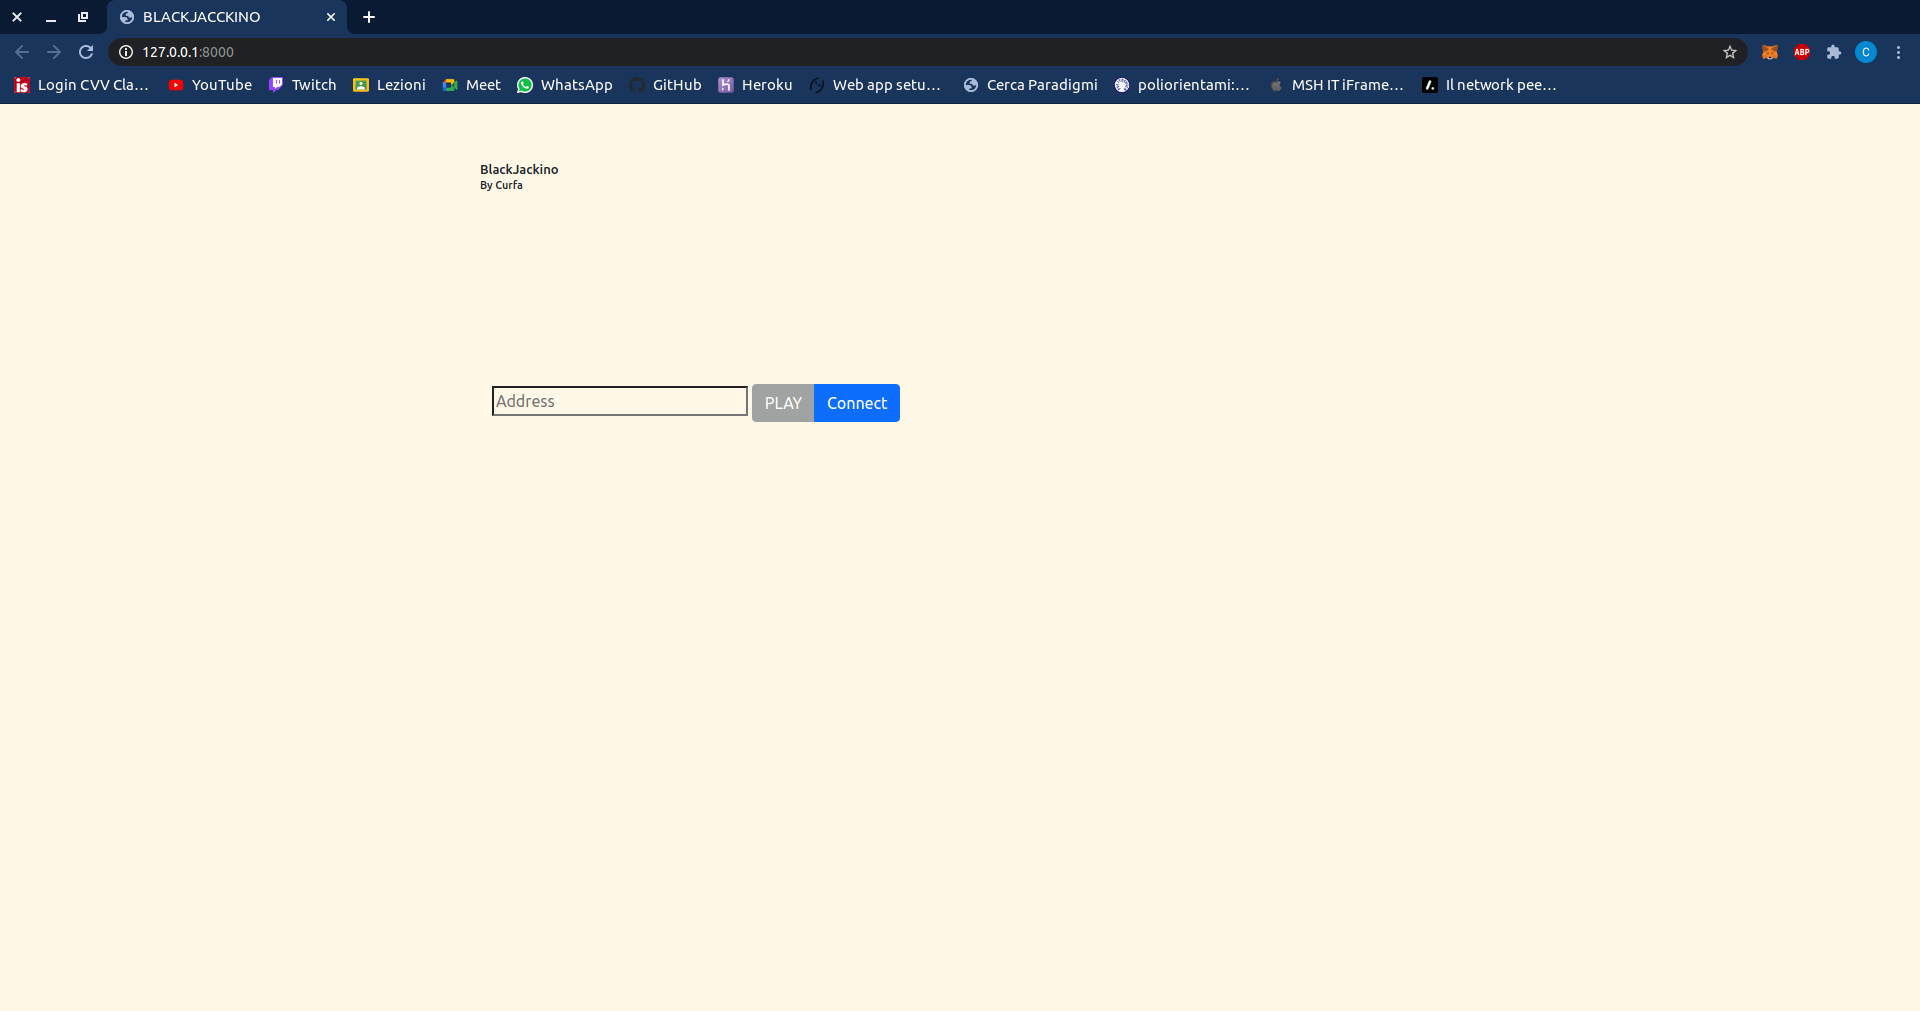 BLACKJACCKINO
127.0.0.1:8000
ABP
C
Login CVV Cla... YouTube Twitch Lezioni Meet WhatsApp GitHub Heroku Web app setu... Cerca Paradigmi poliorientami:... MSH IT iFrame... Il network pee...
BlackJackino
By Curfa
Address PLAY Connect